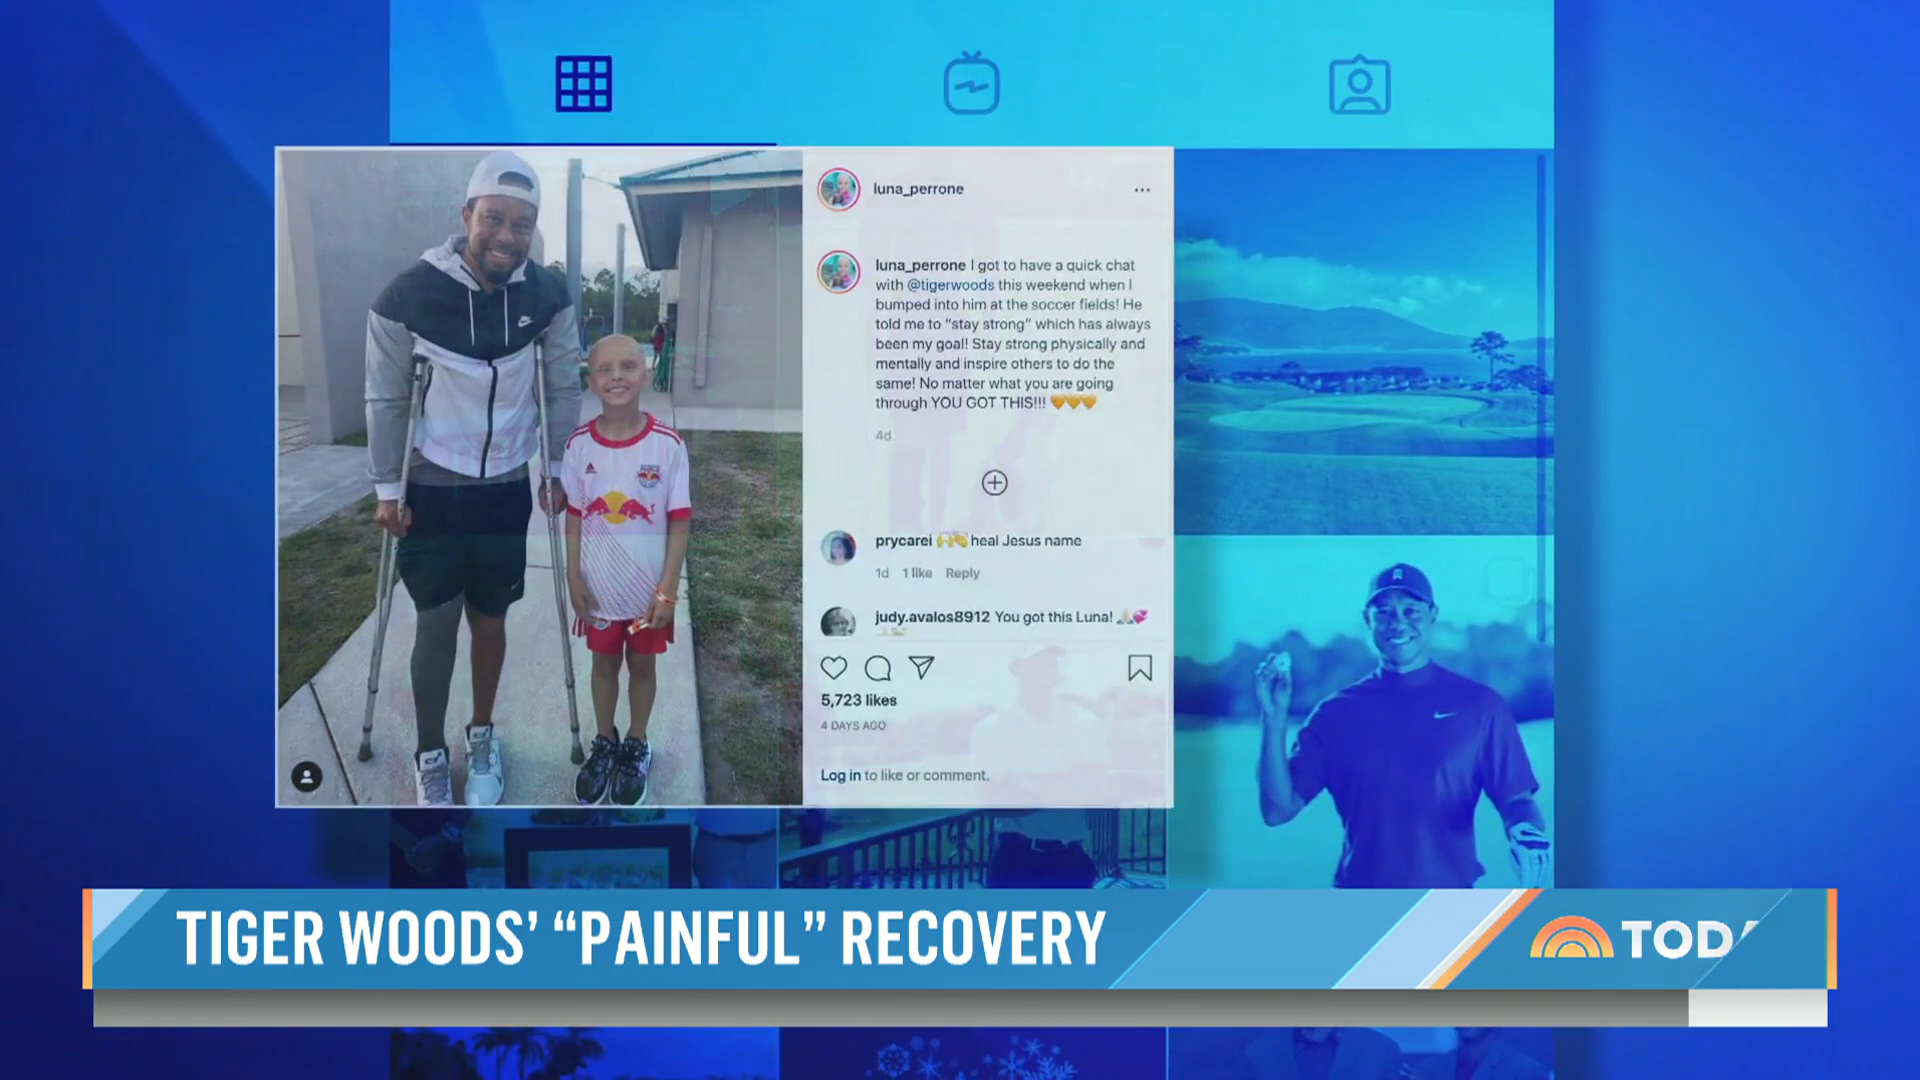 luna_perrone
luna_perrone I got to have a quick chat
with @tigerwoods this weekend when I
bumped into him at the soccer fields! He
told me to "stay strong" which has always
been my goal! Stay strong physically and
mentally and inspire others to do the
same! No matter what you are going
through YOU GOT THIS!!! 🧡🧡🧡
4d
prycarei 🙌👏 heal Jesus name
1d 1 like Reply
judy.avalos8912 You got this Luna! 🙏🏼💞
5,723 likes
4 DAYS AGO
Log in to like or comment.
TIGER WOODS' “PAINFUL” RECOVERY
TODA